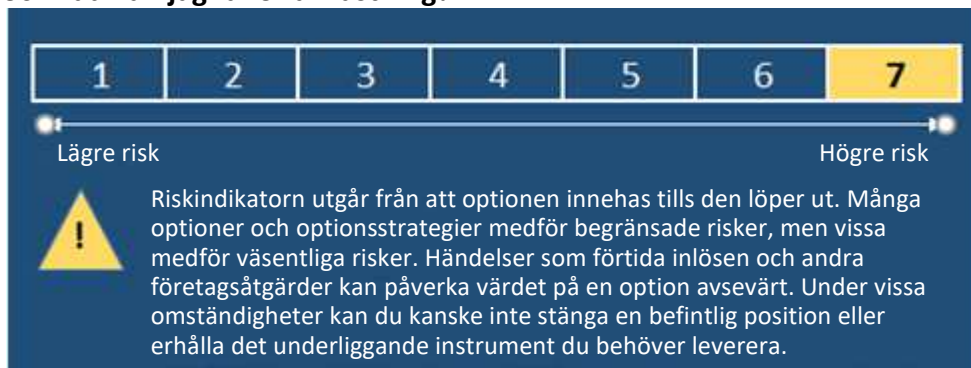 1 2 3 4 5 6 7
Lägre risk Högre risk
Riskindikatorn utgår från att optionen innehas tills den löper ut. Många
! optioner och optionsstrategier medför begränsade risker, men vissa
medför väsentliga risker. Händelser som förtida inlösen och andra
företagsåtgärder kan påverka värdet på en option avsevärt. Under vissa
omständigheter kan du kanske inte stänga en befintlig position eller
erhålla det underliggande instrument du behöver leverera.